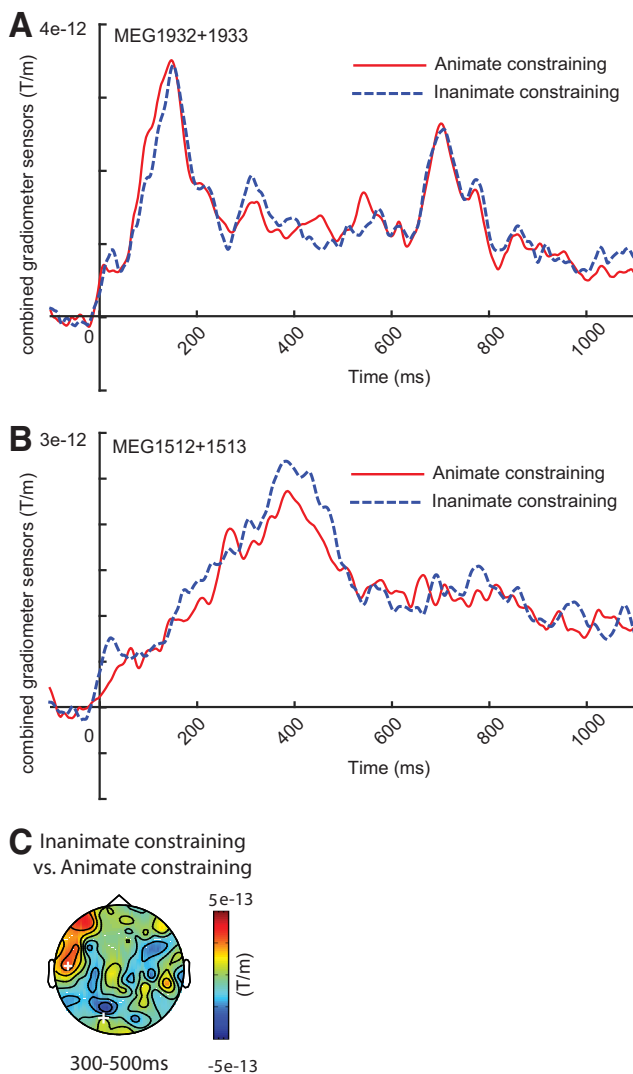 A
4e-12
MEG1932+1933
Animate constraining
Inanimate constraining
combined gradiometer sensors (T/m)
0
200
400
600
800
1000
Time (ms)
B
3e-12
MEG1512+1513
Animate constraining
Inanimate constraining
combined gradiometer sensors (T/m)
0
200
400
600
800
1000
Time (ms)
C Inanimate constraining
vs. Animate constraining
5e-13
(T/m)
-5e-13
300-500ms